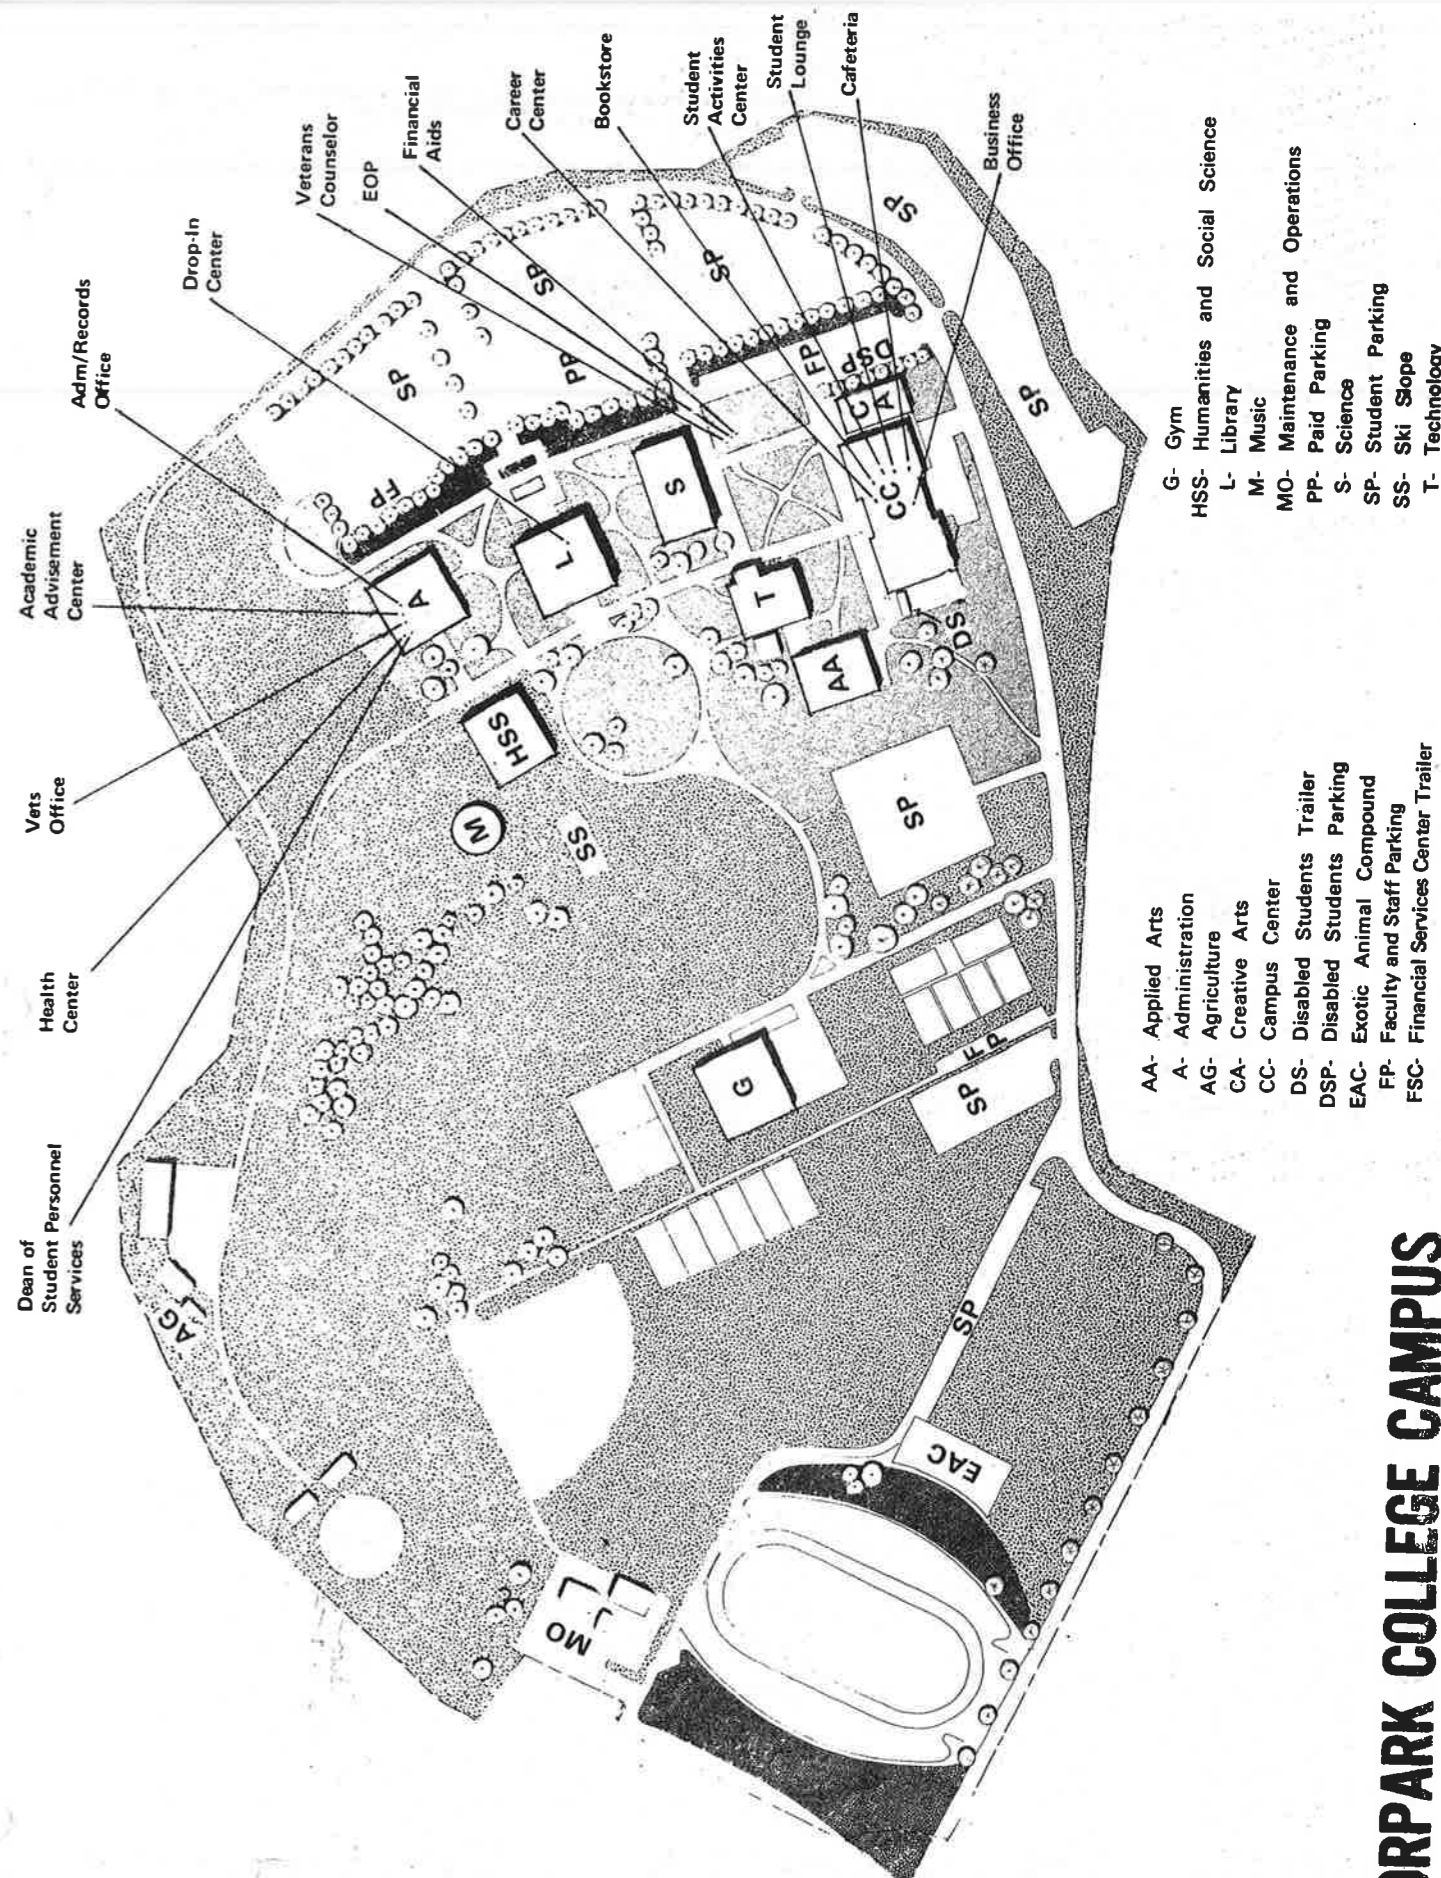 Dean of
Student Personnel
Services
Health
Center
Vets
Office
Academic
Advisement
Center
Adm/Records
Office
Drop-In
Center
Veterans
Counselor
EOP
Financial
Aids
Career
Center
Bookstore
Student
Activities
Center
Student
Lounge
Cafeteria
Business
Office
AG
MO
EAC
SP
G
SP
FP
M
SS
HSS
SP
A
L
S
T
AA
DS
CC
CA
DSP
FP
FP
PP
SP
SP
SP
SP
SP
AA- Applied Arts
A- Administration
AG- Agriculture
CA- Creative Arts
CC- Campus Center
DS- Disabled Students Trailer
DSP- Disabled Students Parking
EAC- Exotic Animal Compound
FP- Faculty and Staff Parking
FSC- Financial Services Center Trailer
G- Gym
HSS- Humanities and Social Science
L- Library
M- Music
MO- Maintenance and Operations
PP- Paid Parking
S- Science
SP- Student Parking
SS- Ski Slope
T- Technology
ORPARK COLLEGE CAMPUS